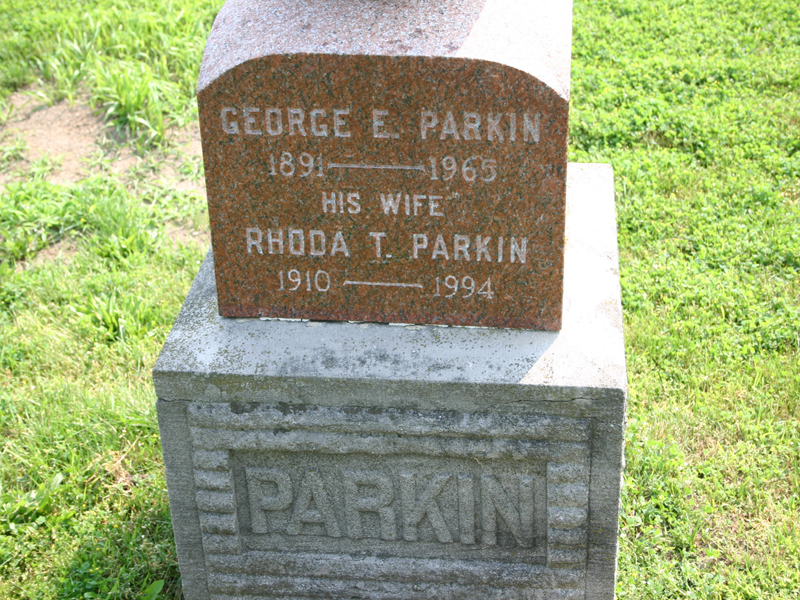 GEORGE E. PARKIN
1891 — 1965
HIS WIFE
RHODA T. PARKIN
1910 — 1994
PARKIN